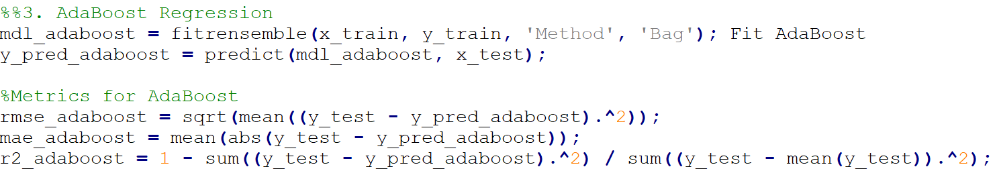 %%3. AdaBoost Regression
mdl_adaboost = fitrensemble(x_train, y_train, 'Method', 'Bag'); Fit AdaBoost
y_pred_adaboost = predict(mdl_adaboost, x_test);
%Metrics for AdaBoost
rmse_adaboost = sqrt(mean((y_test - y_pred_adaboost).^2));
mae_adaboost = mean(abs(y_test - y_pred_adaboost));
r2_adaboost = 1 - sum((y_test - y_pred_adaboost).^2) / sum((y_test - mean(y_test)).^2);